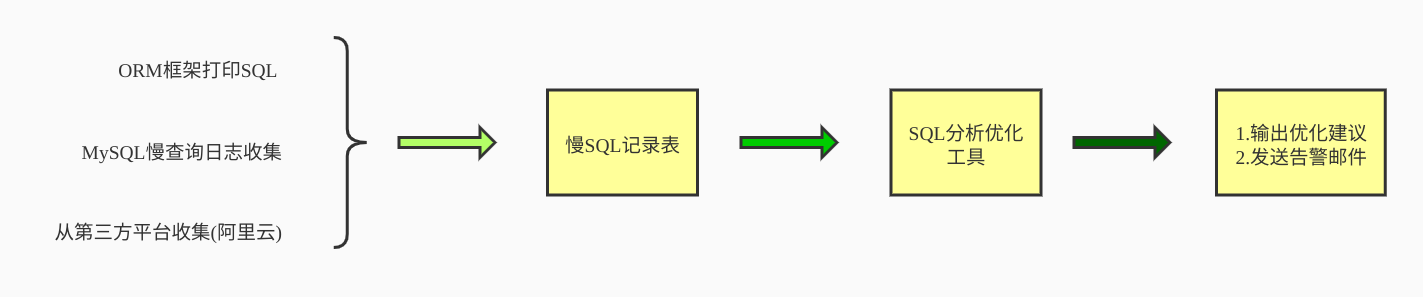 ORM框架打印SQL
MySQL慢查询日志收集
从第三方平台收集(阿里云)
慢SQL记录表
SQL分析优化
工具
1.输出优化建议
2.发送告警邮件